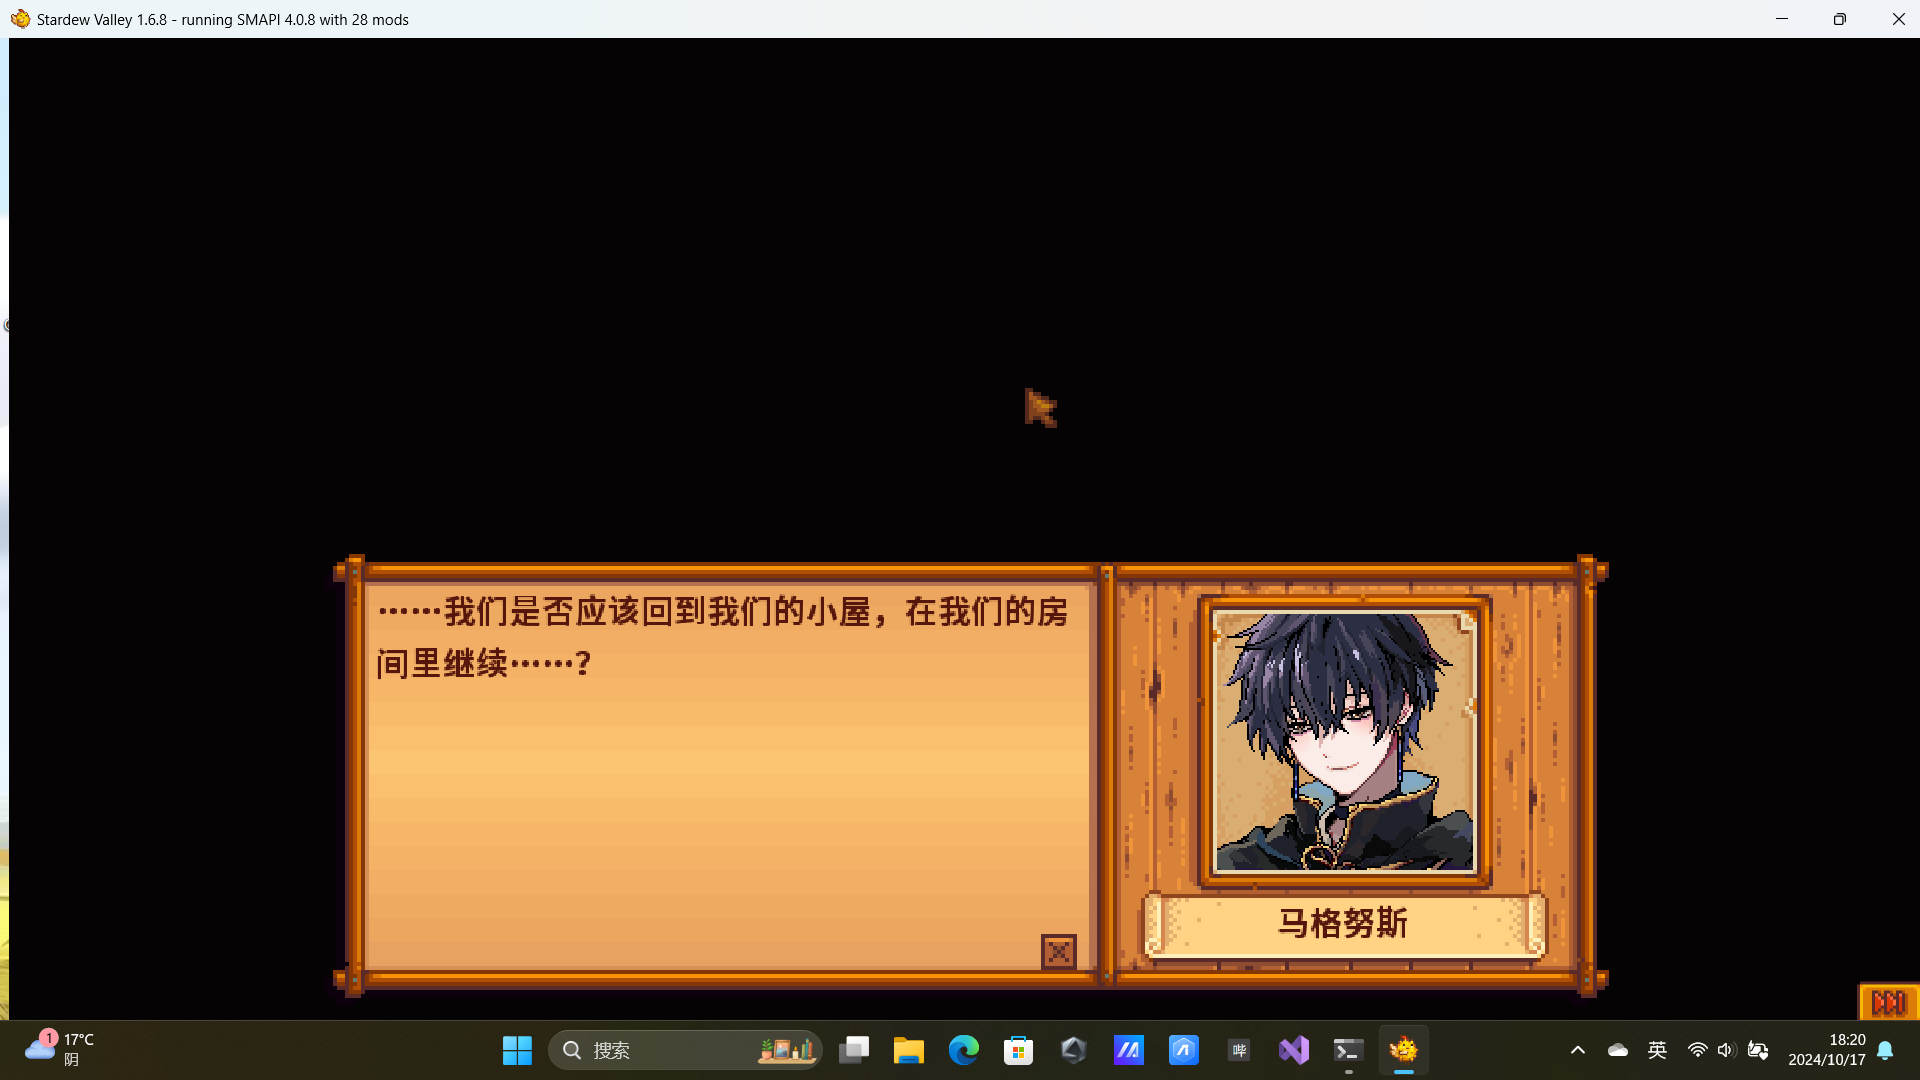 Stardew Valley 1.6.8 - running SMAPI 4.0.8 with 28 mods
……我们是否应该回到我们的小屋，在我们的房
间里继续……？
马格努斯
1
17°C
阴
搜索
哔
英
18:20
2024/10/17